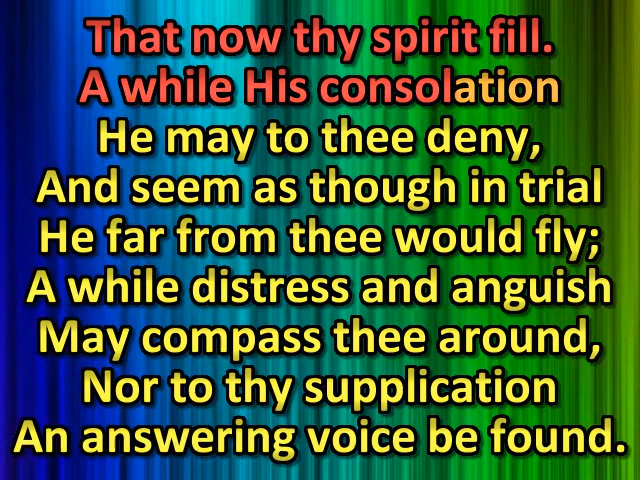 That now thy spirit fill.
A while His consolation
He may to thee deny,
And seem as though in trial
He far from thee would fly;
A while distress and anguish
May compass thee around,
Nor to thy supplication
An answering voice be found.